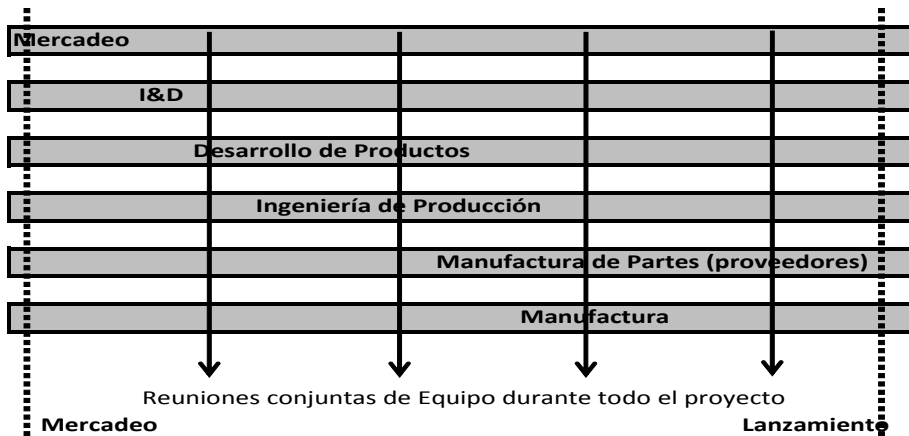 Mercadeo
I&D
Desarrollo de Productos
Ingeniería de Producción
Manufactura de Partes (proveedores)
Manufactura
Reuniones conjuntas de Equipo durante todo el proyecto
Mercadeo
Lanzamiento